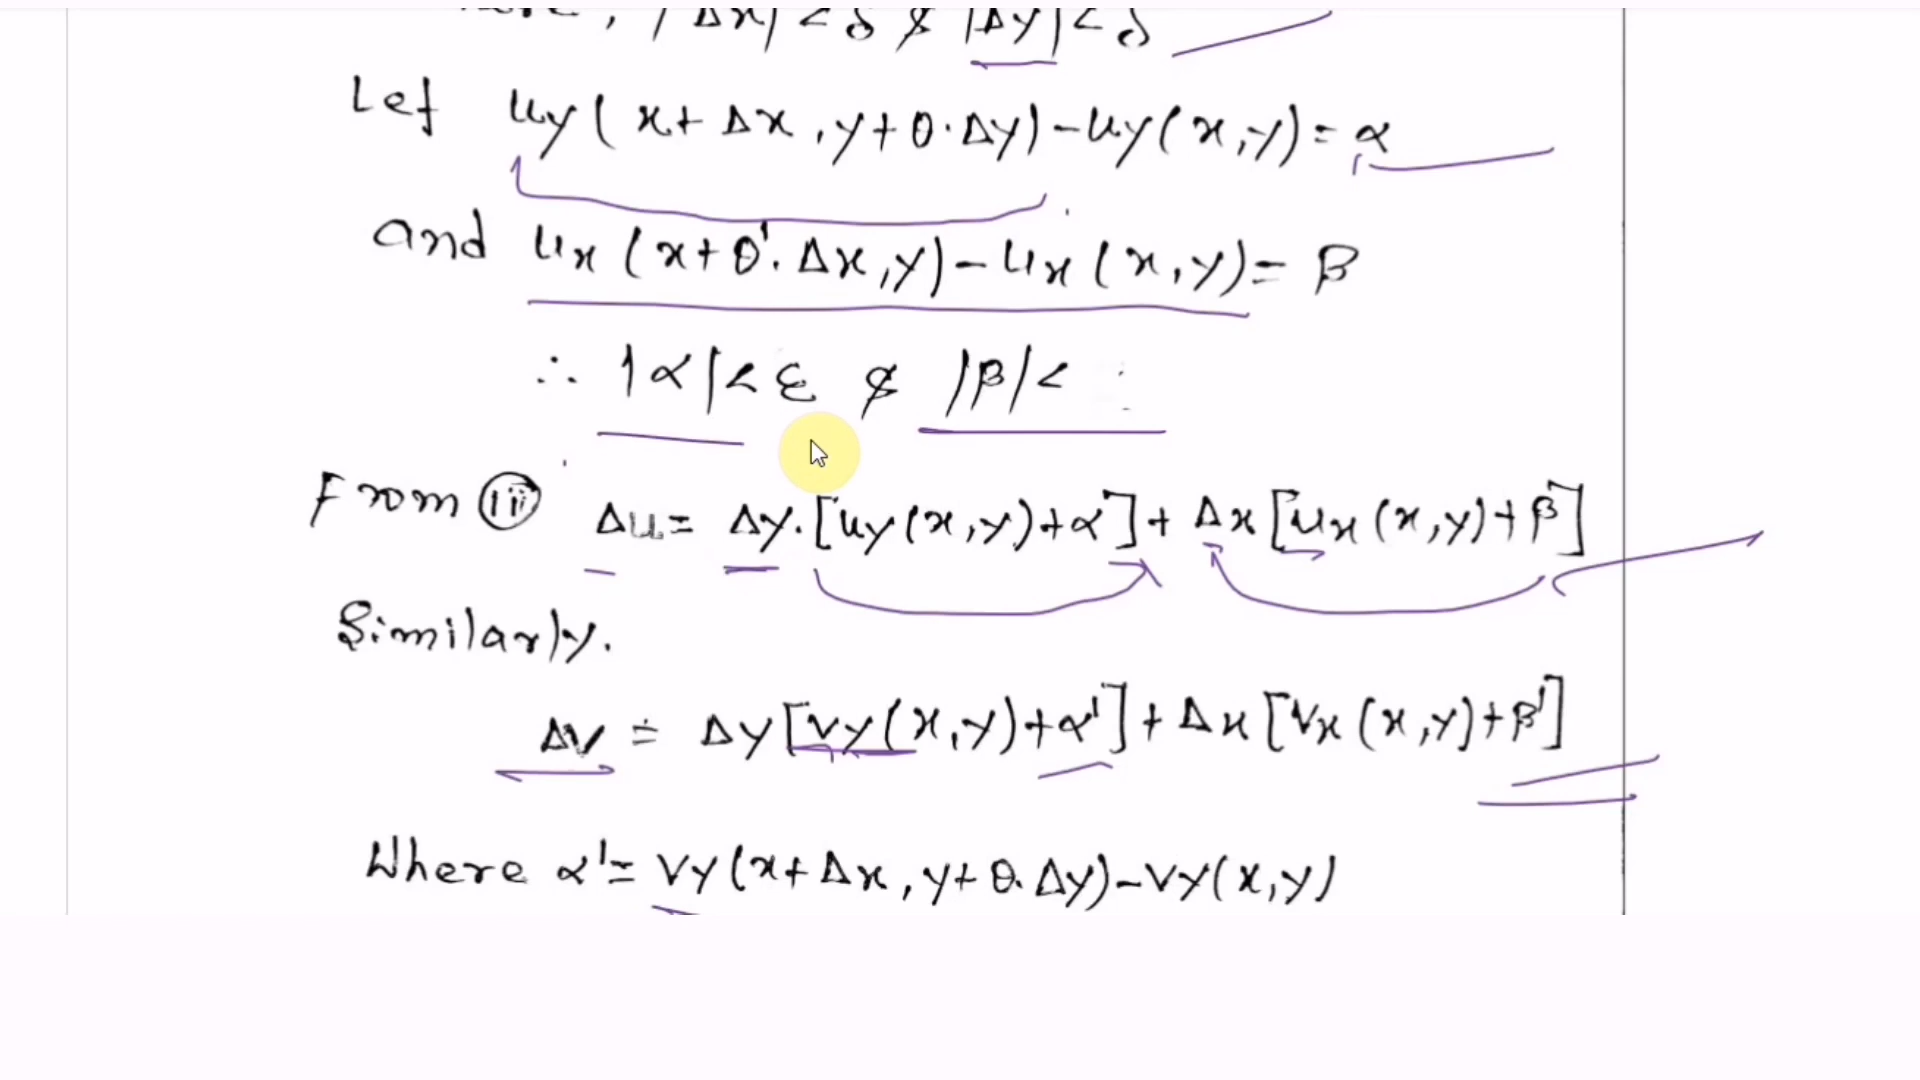 |Δx|<δ & |Δy|<δ
Let uy(x+Δx, y+θ·Δy)-uy(x,y)=α
and ux(x+θ'·Δx,y)-ux(x,y)=β
∴ |α|<ε & |β|<
From (iii) Δu= Δy·[uy(x,y)+α]+Δx[ux(x,y)+β]
Similarly.
Δv = Δy[vy(x,y)+α']+Δx[vx(x,y)+β']
Where α'= vy(x+Δx, y+θ·Δy)-vy(x,y)